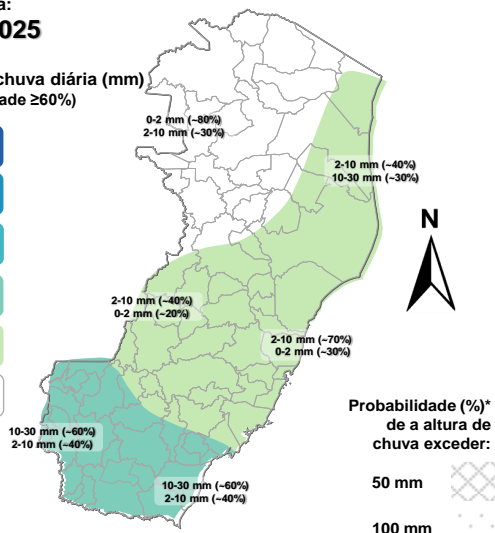 a:
025
chuva diária (mm)
ade ≥60%)
0-2 mm (~80%)
2-10 mm (~30%)
2-10 mm (~40%)
10-30 mm (~30%)
N
2-10 mm (~40%)
0-2 mm (~20%)
2-10 mm (~70%)
0-2 mm (~30%)
10-30 mm (~60%)
2-10 mm (~40%)
10-30 mm (~60%)
2-10 mm (~40%)
Probabilidade (%)*
de a altura de
chuva exceder:
50 mm
100 mm